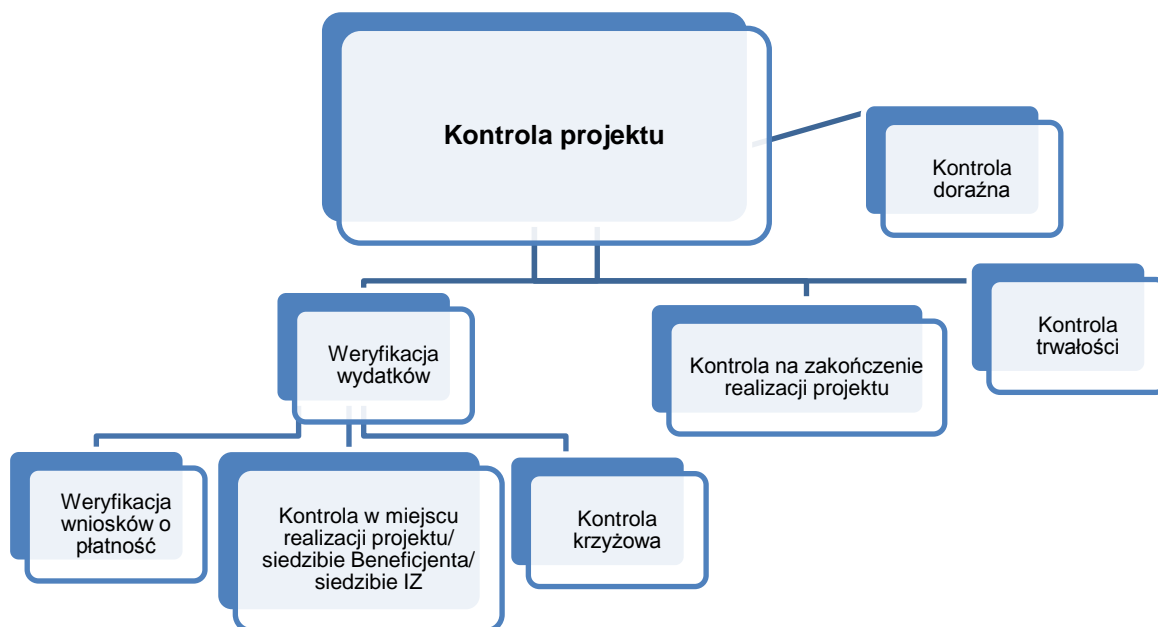 Kontrola projektu
Kontrola
doraźna
Weryfikacja
wydatków
Kontrola na zakończenie
realizacji projektu
Kontrola
trwałości
Weryfikacja
wniosków o
płatność
Kontrola w miejscu
realizacji projektu/
siedzibie Beneficjenta/
siedzibie IZ
Kontrola
krzyżowa